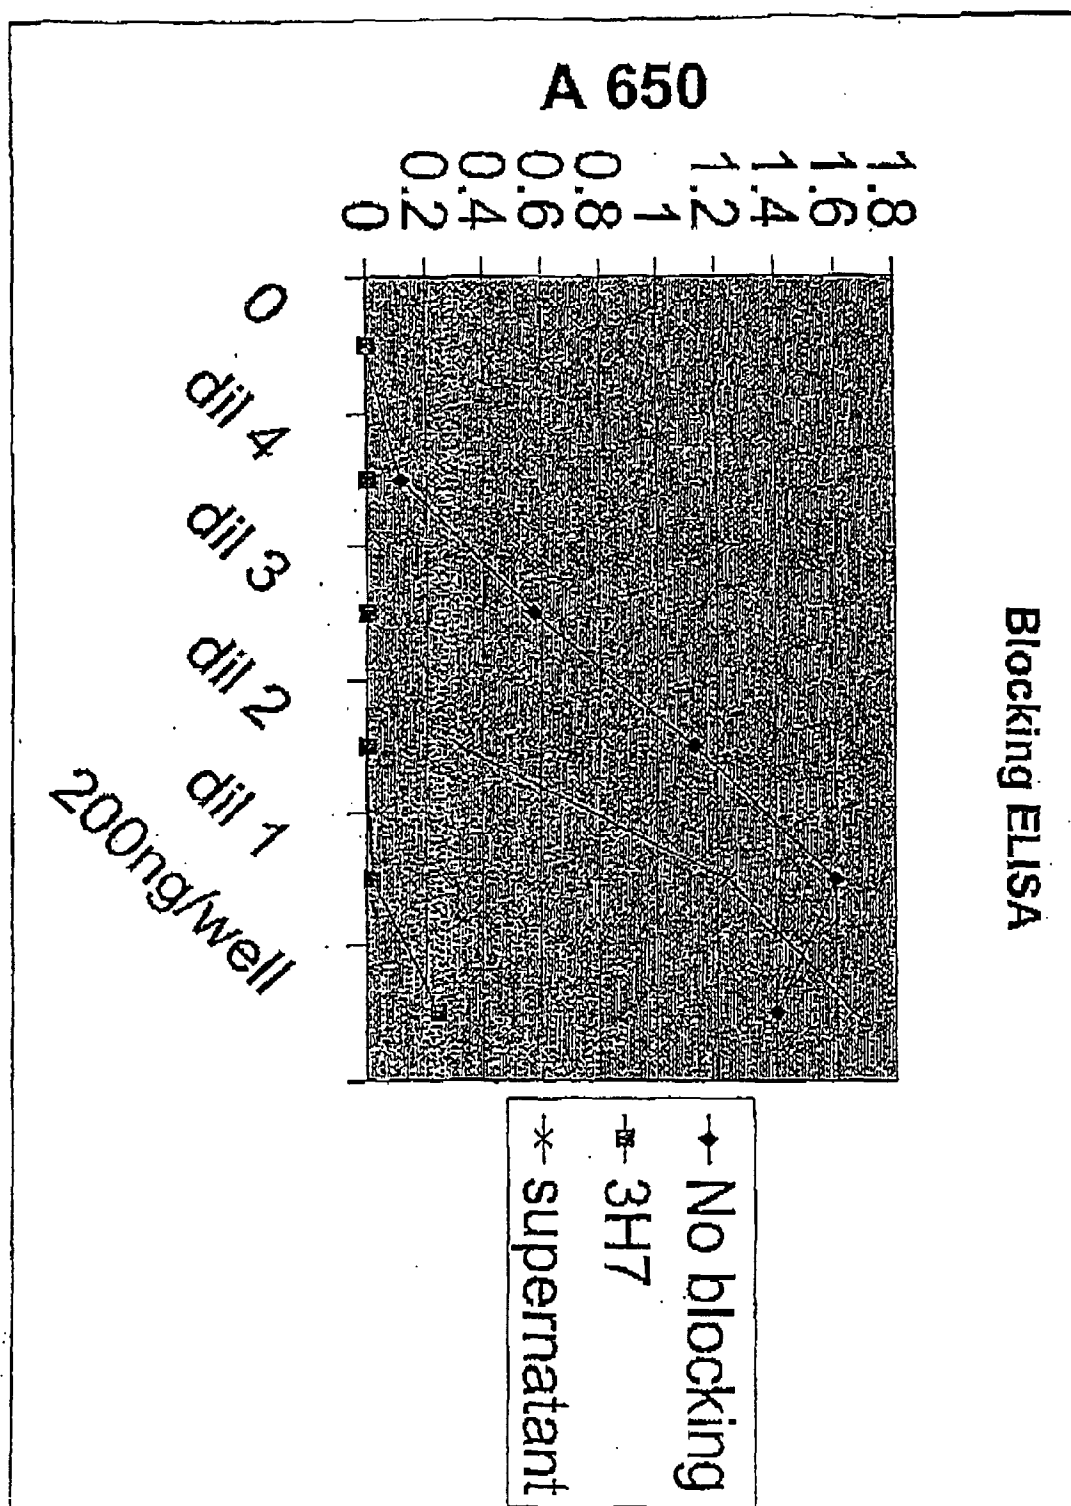 Blocking ELISA
A 650
1.8
1.6
1.4
1.2
1
0.8
0.6
0.4
0.2
0
0
dil 4
dil 3
dil 2
dil 1
200ng/well
No blocking
3H7
supernatant